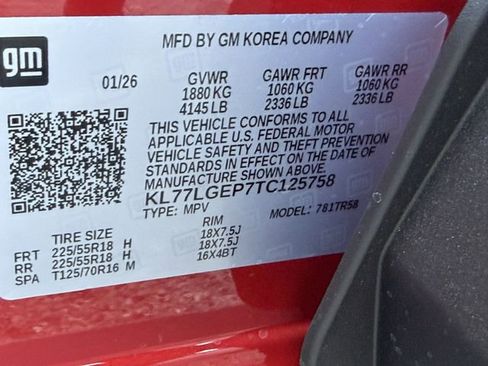 gm
MFD BY GM KOREA COMPANY
01/26 GVWR GAWR FRT GAWR RR
1880 KG 1060 KG 1060 KG
4145 LB 2336 LB 2336 LB
THIS VEHICLE CONFORMS TO ALL
APPLICABLE U.S. FEDERAL MOTOR
VEHICLE SAFETY AND THEFT PREVENTION
STANDARDS IN EFFECT ON THE DATE OF
MANUFACTURE SHOWN ABOVE.
KL77LGEP7TC125758
TYPE: MPV MODEL: 781TR58
TIRE SIZE RIM
FRT 225/55R18 H 18X7.5J
RR 225/55R18 H 18X7.5J
SPA T125/70R16 M 16X4BT